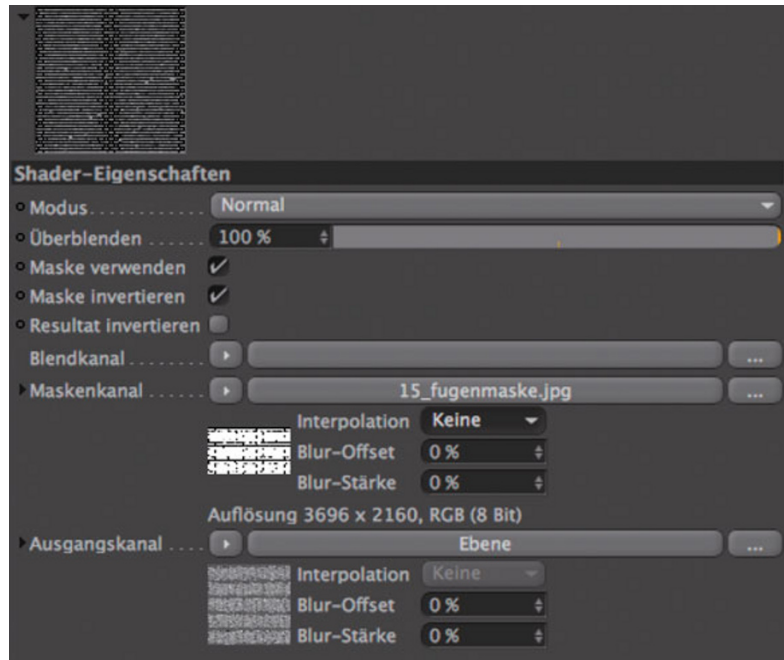 Shader-Eigenschaften
Modus............ Normal
Überblenden ...... 100 %
Maske verwenden
Maske invertieren
Resultat invertieren
Blendkanal........ ...
Maskenkanal ...... 15_fugenmaske.jpg ...
Interpolation Keine
Blur-Offset 0 %
Blur-Stärke 0 %
Auflösung 3696 x 2160, RGB (8 Bit)
Ausgangskanal .... Ebene ...
Interpolation Keine
Blur-Offset 0 %
Blur-Stärke 0 %